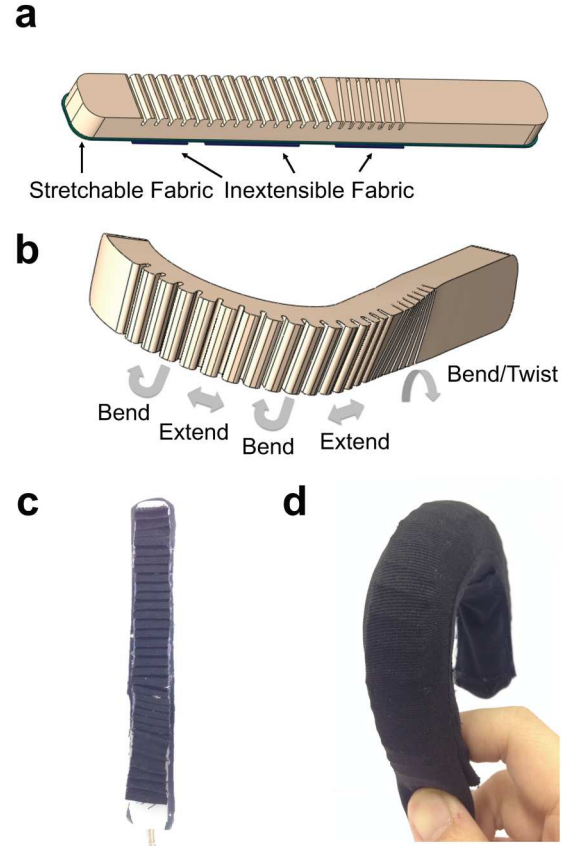 a
Stretchable Fabric Inextensible Fabric
b
Bend/Twist
Bend
Extend
Bend
Extend
c
d